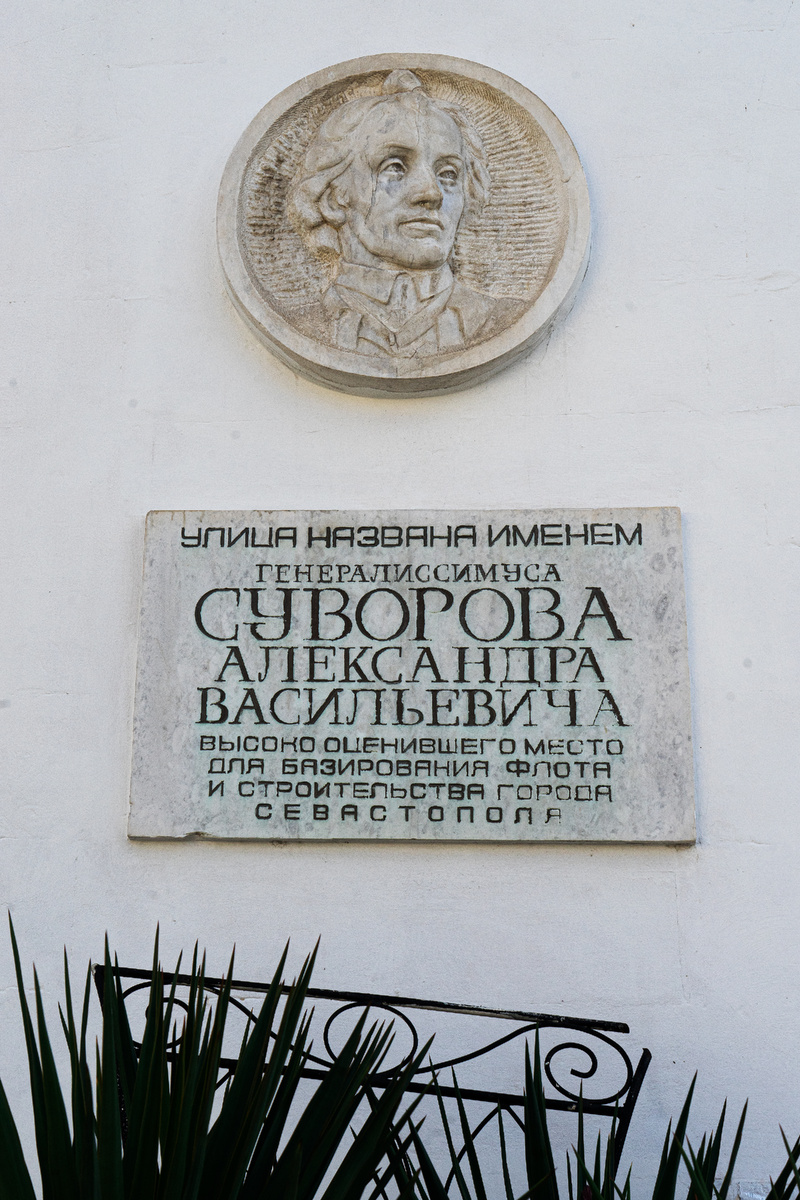 УЛИЦА НАЗВАНА ИМЕНЕМ
ГЕНЕРАЛИССИМУСА
СУВОРОВА
АЛЕКСАНДРА
ВАСИЛЬЕВИЧА
ВЫСОКО ОЦЕНИВШЕГО МЕСТО
ДЛЯ БАЗИРОВАНИЯ ФЛОТА
И СТРОИТЕЛЬСТВА ГОРОДА
СЕВАСТОПОЛЯ